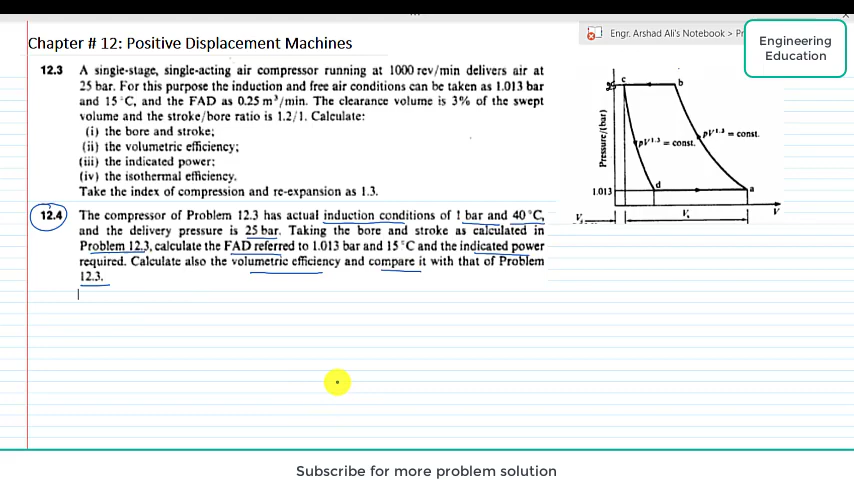 Engr. Arshad Ali's Notebook > Pr
Engineering
Education
Chapter # 12: Positive Displacement Machines
12.3 A single-stage, single-acting air compressor running at 1000 rev/min delivers air at
25 bar. For this purpose the induction and free air conditions can be taken as 1.013 bar
and 15 °C, and the FAD as 0.25 m³/min. The clearance volume is 3% of the swept
volume and the stroke/bore ratio is 1.2/1. Calculate:
(i) the bore and stroke;
(ii) the volumetric efficiency;
(iii) the indicated power;
(iv) the isothermal efficiency.
Take the index of compression and re-expansion as 1.3.
12.4 The compressor of Problem 12.3 has actual induction conditions of 1 bar and 40 °C,
and the delivery pressure is 25 bar. Taking the bore and stroke as calculated in
Problem 12.3, calculate the FAD referred to 1.013 bar and 15 °C and the indicated power
required. Calculate also the volumetric efficiency and compare it with that of Problem
12.3.
Pressure/(bar)
c
b
pV¹·³ = const.
pV¹·³ = const.
1.013
d
a
V
Vₛ
Subscribe for more problem solution